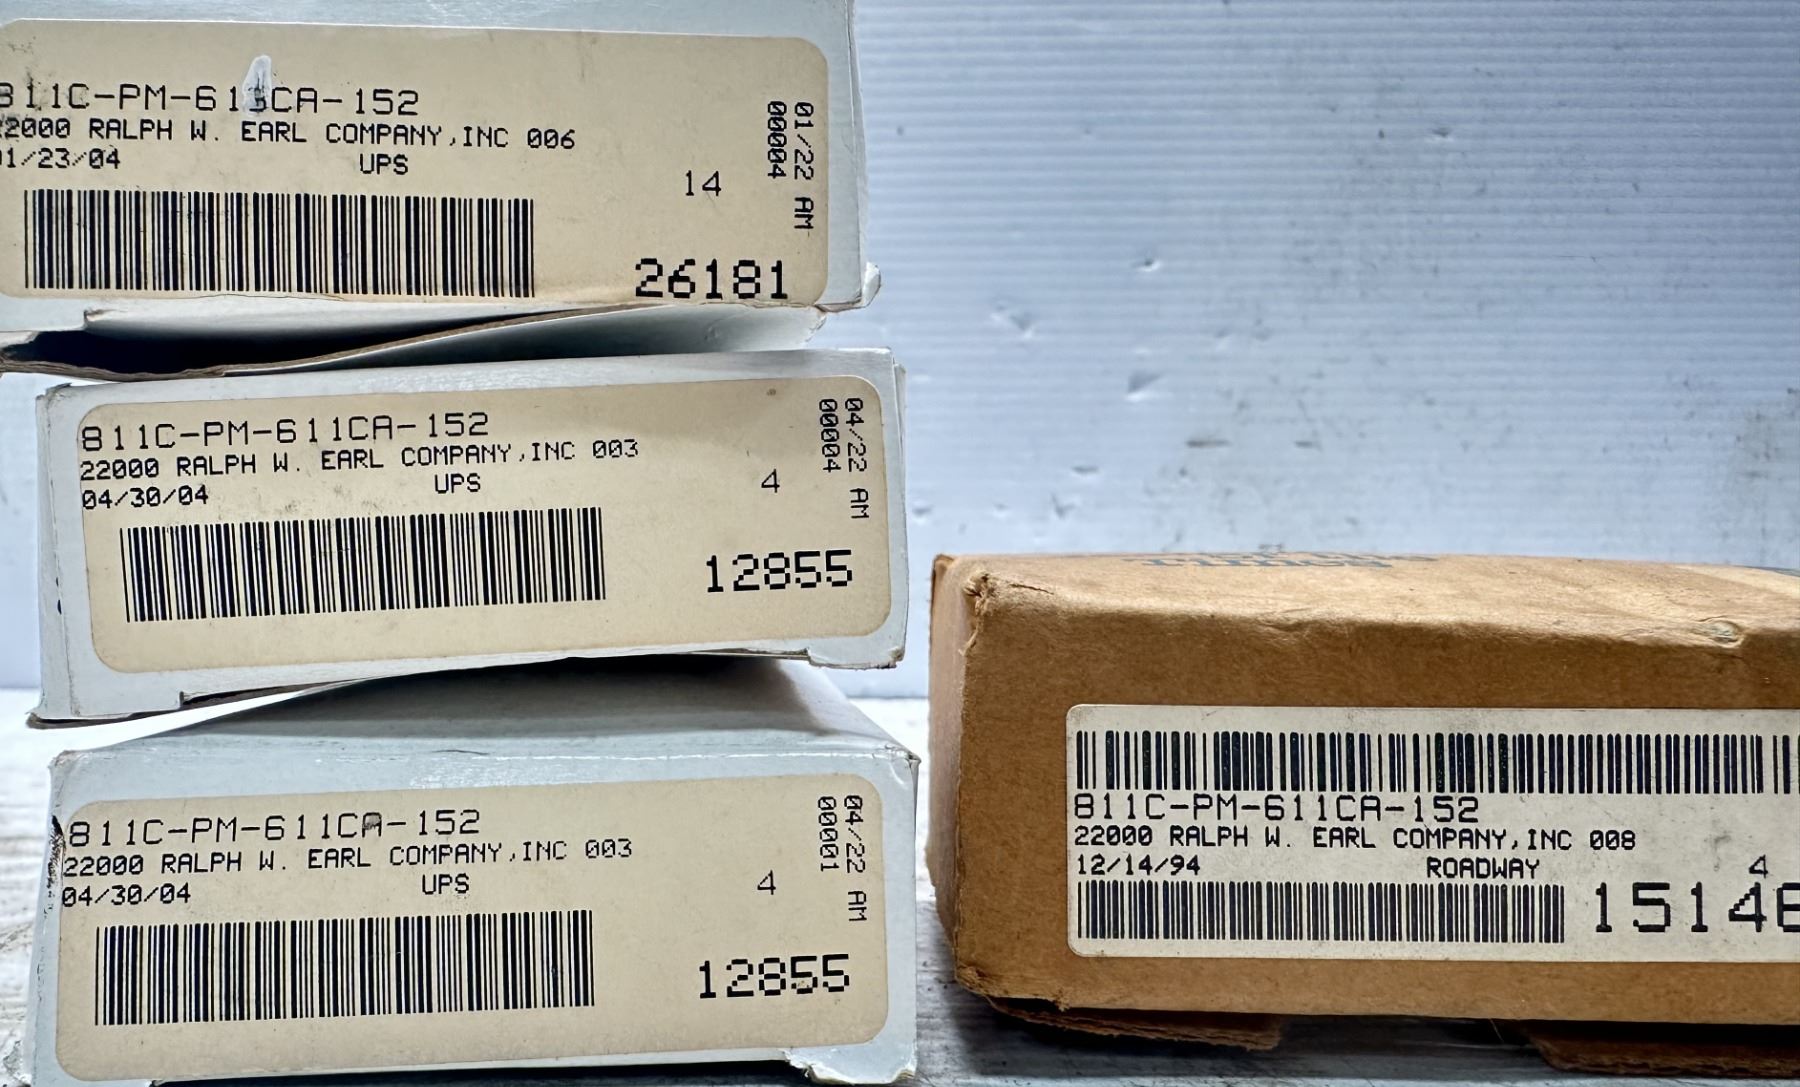 811C-PM-611CA-152
22000 RALPH W. EARL COMPANY,INC 006
01/23/04 UPS
14
26181
01/22 AM
00004
811C-PM-611CA-152
22000 RALPH W. EARL COMPANY,INC 003
04/30/04 UPS
4
12855
04/22 AM
00004
811C-PM-611CA-152
22000 RALPH W. EARL COMPANY,INC 003
04/30/04 UPS
4
12855
04/22 AM
00001
811C-PM-611CA-152
22000 RALPH W. EARL COMPANY,INC 008
12/14/94 ROADWAY 4
1514